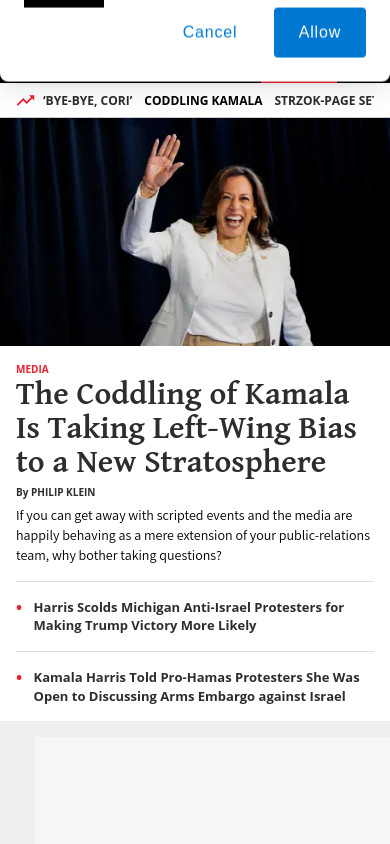 Cancel
Allow
‘BYE-BYE, CORI’ CODDLING KAMALA STRZOK-PAGE
MEDIA
The Coddling of Kamala
Is Taking Left-Wing Bias
to a New Stratosphere
By PHILIP KLEIN
If you can get away with scripted events and the media are
happily behaving as a mere extension of your public-relations
team, why bother taking questions?
Harris Scolds Michigan Anti-Israel Protesters for
Making Trump Victory More Likely
Kamala Harris Told Pro-Hamas Protesters She Was
Open to Discussing Arms Embargo against Israel